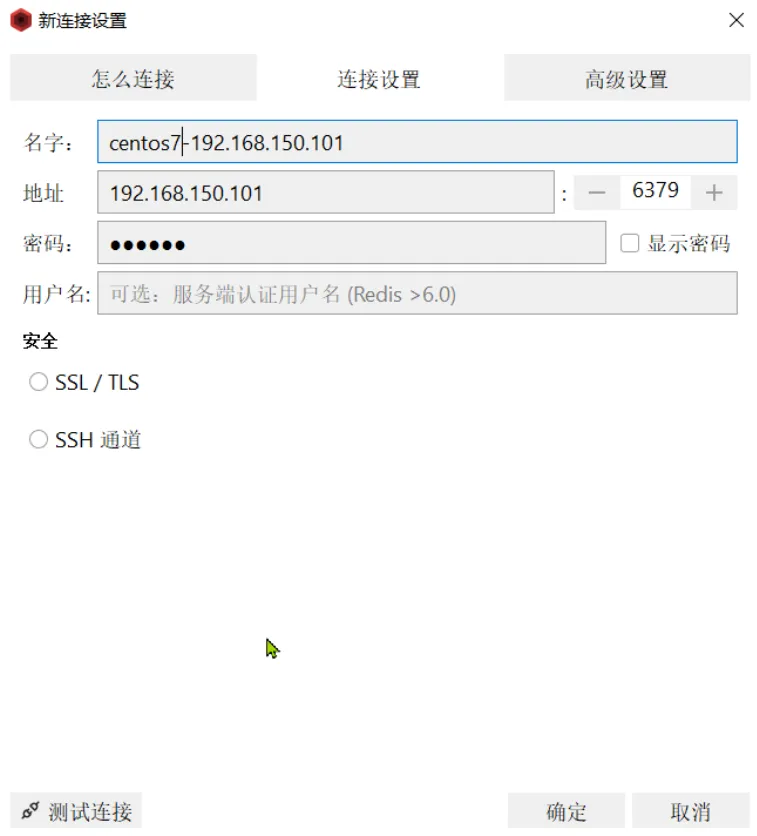 新连接设置
怎么连接 连接设置 高级设置
名字： centos7-192.168.150.101
地址 192.168.150.101 : 6379
密码： ●●●●●● 显示密码
用户名: 可选：服务端认证用户名 (Redis >6.0)
安全
SSL / TLS
SSH 通道
测试连接 确定 取消